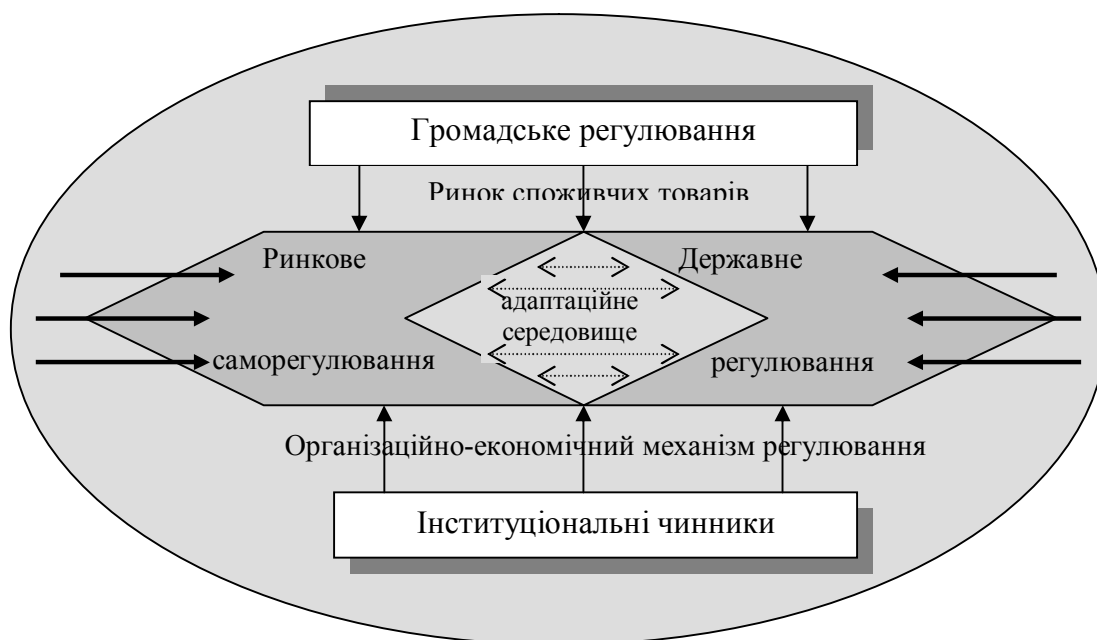 Громадське регулювання
Ринок споживчих товарів
Ринкове
Державне
адаптаційне
середовище
саморегулювання
регулювання
Організаційно-економічний механізм регулювання
Інституціональні чинники